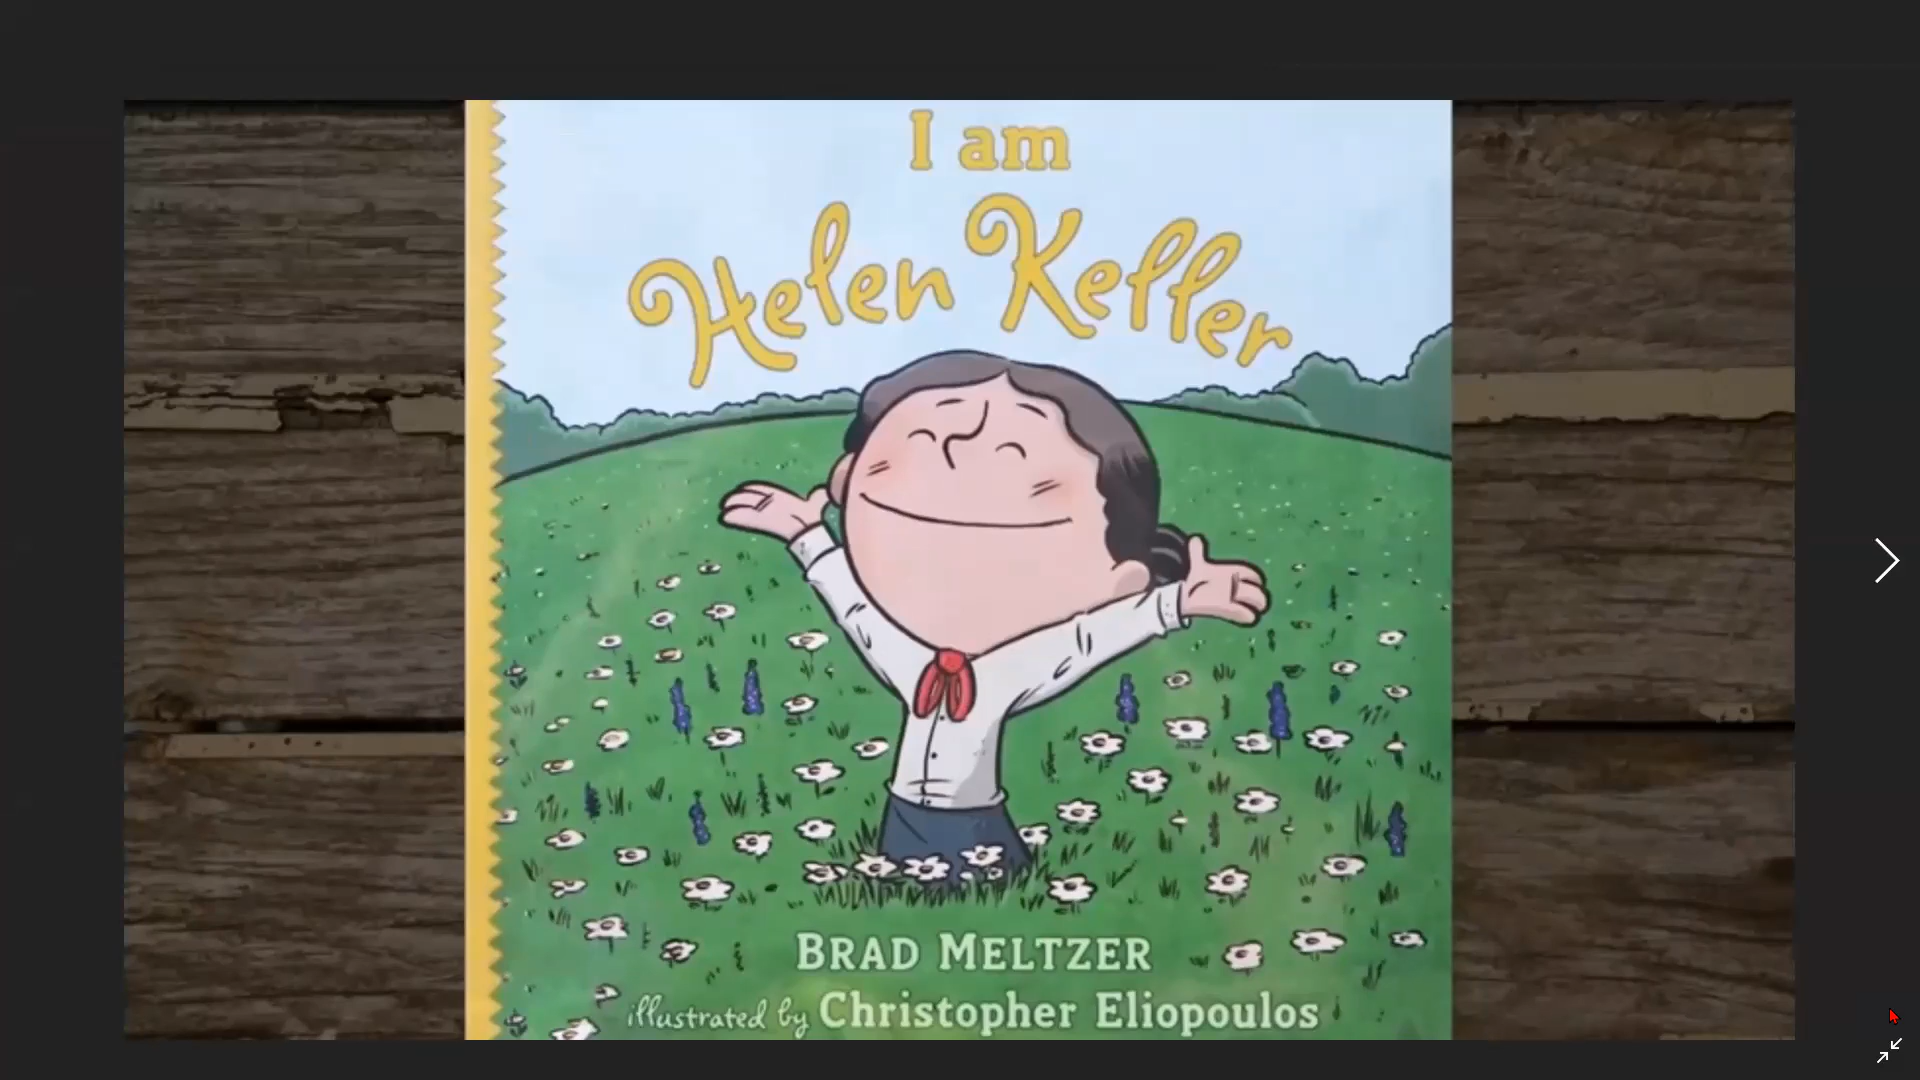 I am
Helen Keller
BRAD MELTZER
illustrated by Christopher Eliopoulos